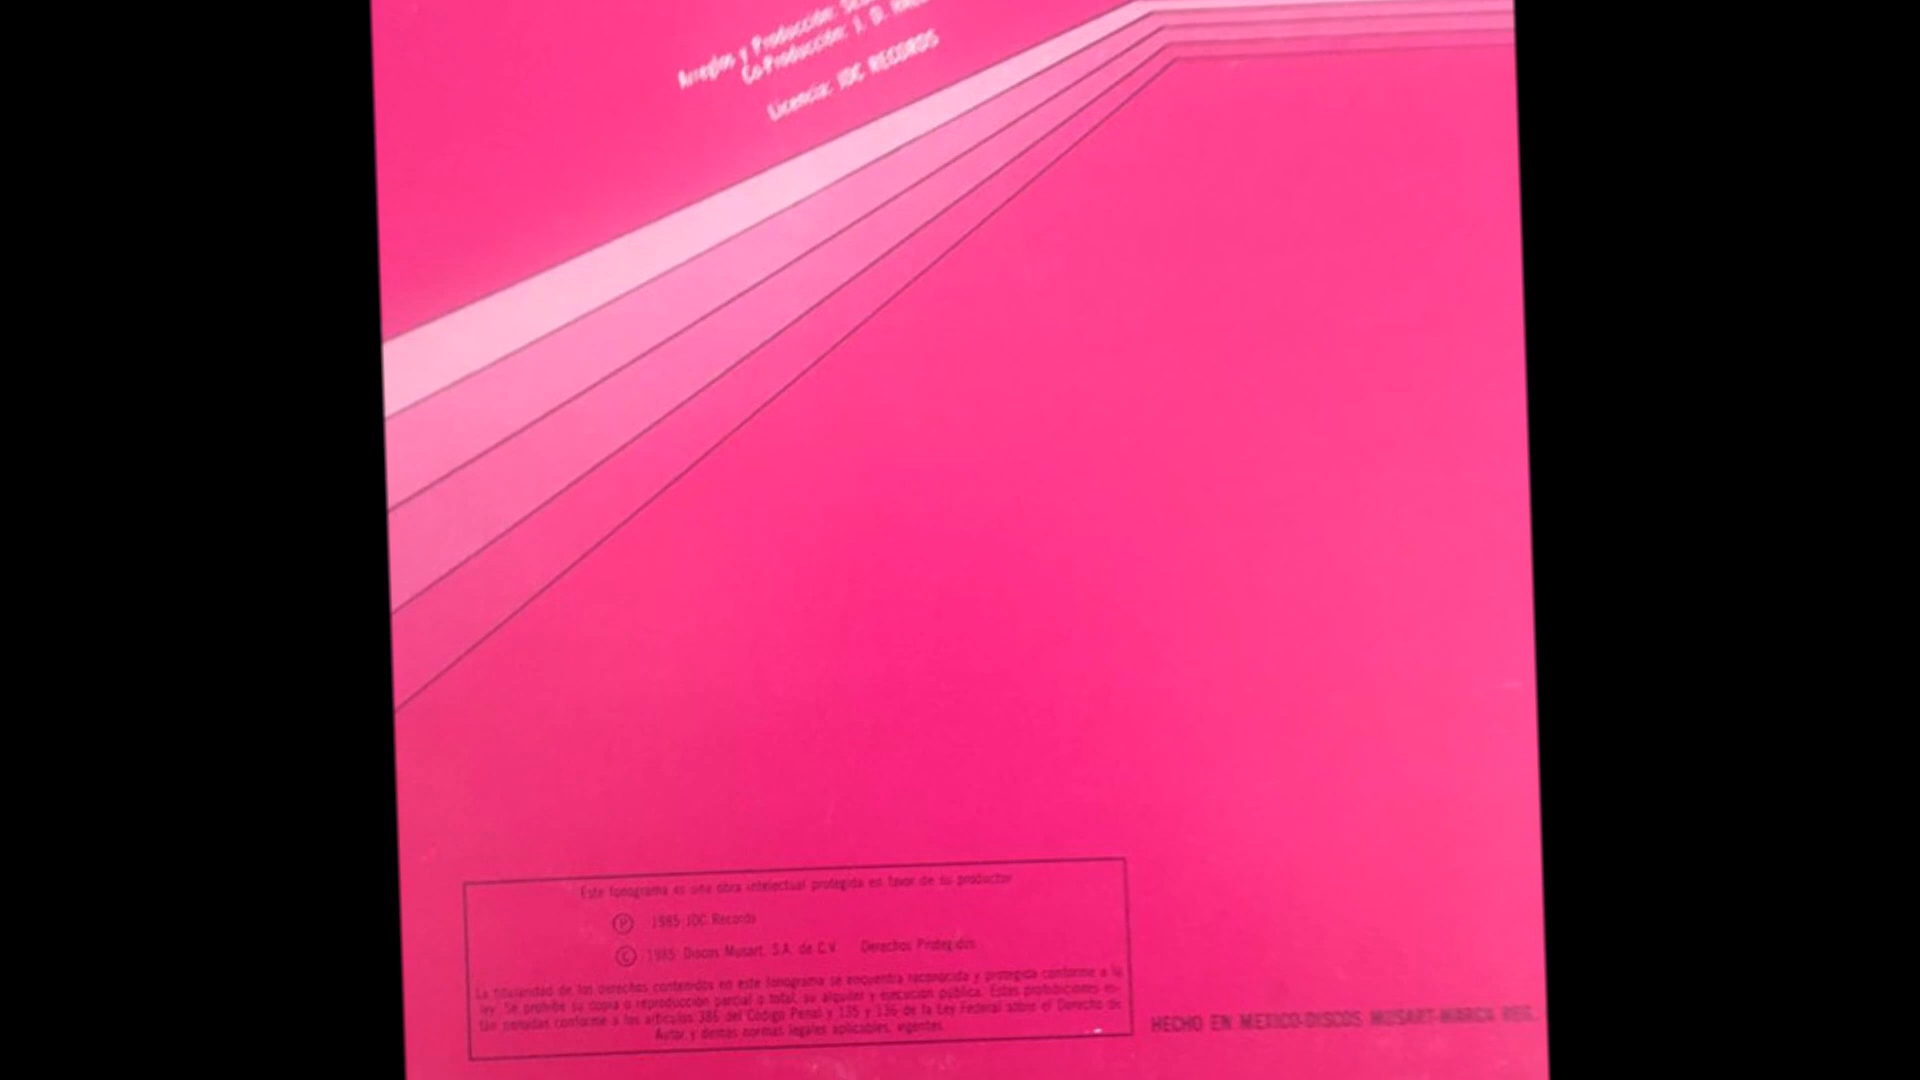 Arreglos y Producción:
Co-Producción: J. D.
Licencia: JDC RECORDS
Este fonograma es una obra intelectual protegida en favor de su productor
Ⓟ 1985 JDC Records
© 1985 Discos Musart, S.A. de C.V. Derechos Protegidos
La titularidad de los derechos contenidos en este fonograma se encuentra reconocida y protegida conforme a la
ley. Se prohibe su copia o reproducción parcial o total, su alquiler y ejecución pública. Estas prohibiciones es-
tán normadas conforme a los artículos 386 del Código Penal y 135 y 136 de la Ley Federal sobre el Derecho de
Autor y demás normas legales aplicables, vigentes.
HECHO EN MEXICO-DISCOS MUSART-MARCA REG.